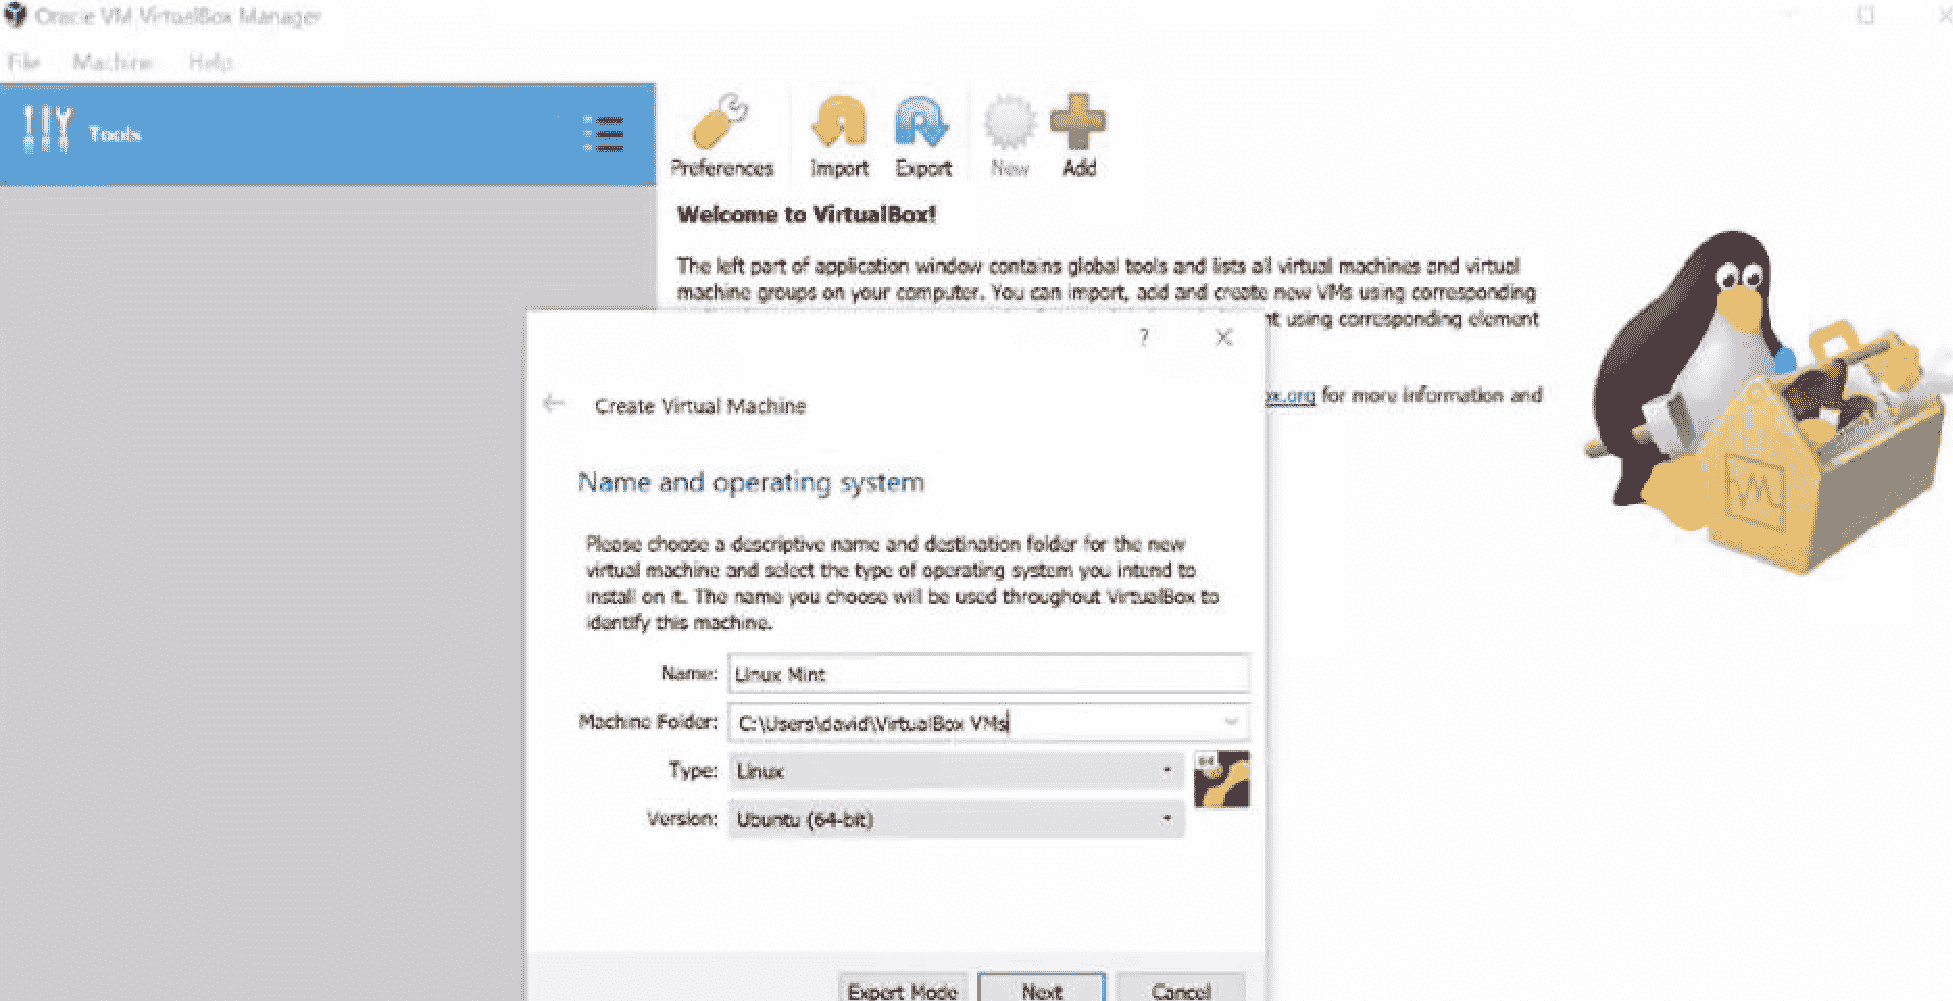 Oracle VM VirtualBox Manager
File Machine Help
Tools
Preferences Import Export New Add
Welcome to VirtualBox!
The left part of application window contains global tools and lists all virtual machines and virtual
machine groups on your computer. You can import, add and create new VMs using corresponding
using corresponding element
ox.org for more information and
?
Create Virtual Machine
Name and operating system
Please choose a descriptive name and destination folder for the new
virtual machine and select the type of operating system you intend to
install on it. The name you choose will be used throughout VirtualBox to
identify this machine.
Name: Linux Mint
Machine Folder: C:\Users\david\VirtualBox VMs
Type: Linux
64
Version: Ubuntu (64-bit)
Expert Mode Next Cancel